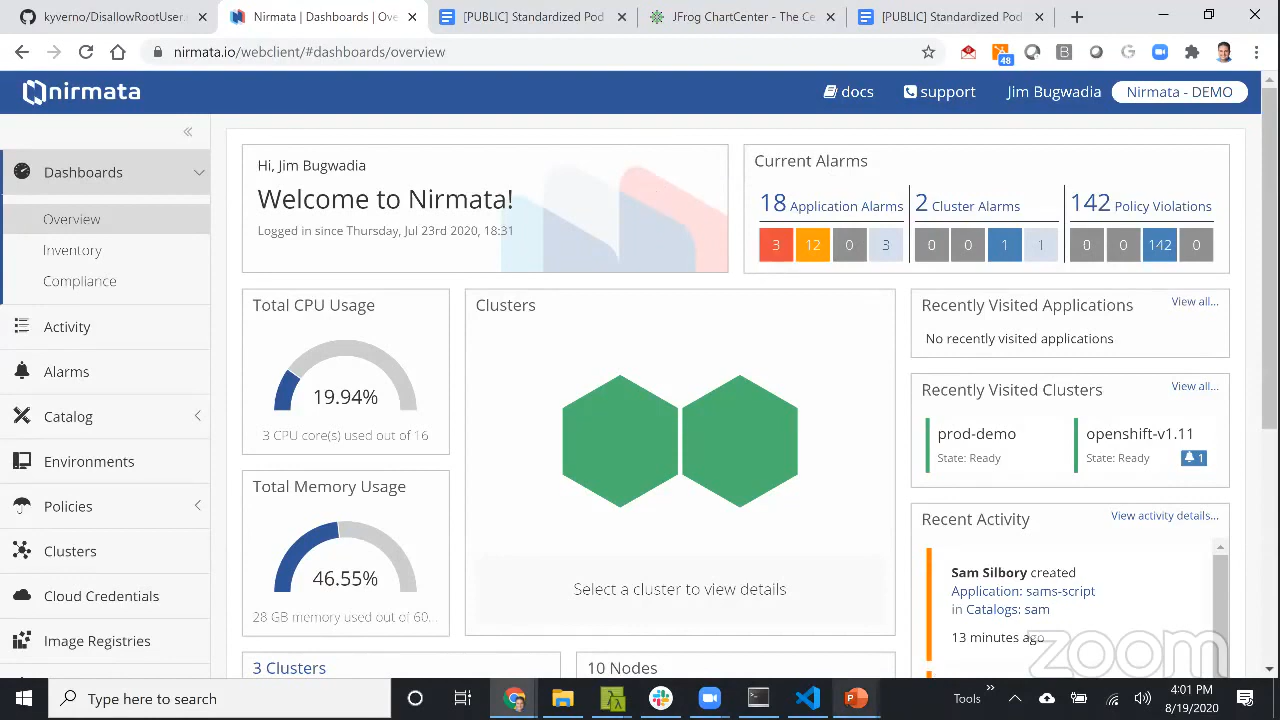 kyverno/DisallowRootUser
Nirmata | Dashboards | Ove
[PUBLIC] Standardized Pod
JFrog ChartCenter - The Ce
[PUBLIC] Standardized Pod
nirmata.io/webclient/#dashboards/overview
48
nirmata
docs
support
Jim Bugwadia
Nirmata - DEMO
Dashboards
Overview
Inventory
Compliance
Activity
Alarms
Catalog
Environments
Policies
Clusters
Cloud Credentials
Image Registries
Hi, Jim Bugwadia
Welcome to Nirmata!
Logged in since Thursday, Jul 23rd 2020, 18:31
Current Alarms
18 Application Alarms
3 12 0 3
2 Cluster Alarms
0 0 1 1
142 Policy Violations
0 0 142 0
Total CPU Usage
19.94%
3 CPU core(s) used out of 16
Total Memory Usage
46.55%
28 GB memory used out of 60...
Clusters
Select a cluster to view details
Recently Visited Applications
View all...
No recently visited applications
Recently Visited Clusters
View all...
prod-demo
State: Ready
openshift-v1.11
State: Ready
1
Recent Activity
View activity details...
Sam Silbory created
Application: sams-script
in Catalogs: sam
13 minutes ago
3 Clusters
10 Nodes
zoom
Type here to search
Tools
4:01 PM
8/19/2020